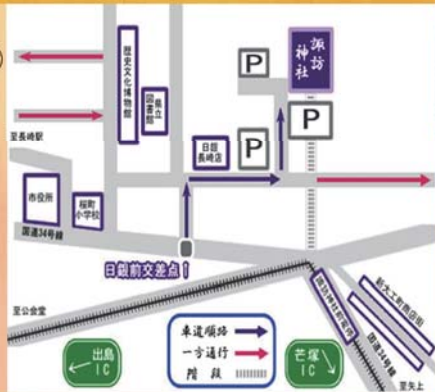 諏訪神社
P
P
P
歴史文化博物館
県立図書館
日銀長崎店
至長崎駅
市役所
桜町小学校
国道34号線
日銀前交差点
至公会堂
諏訪神社前電停
新大工町商店街
国道34号線
至矢上
車道順路
一方通行
階段
出島IC
芒塚IC